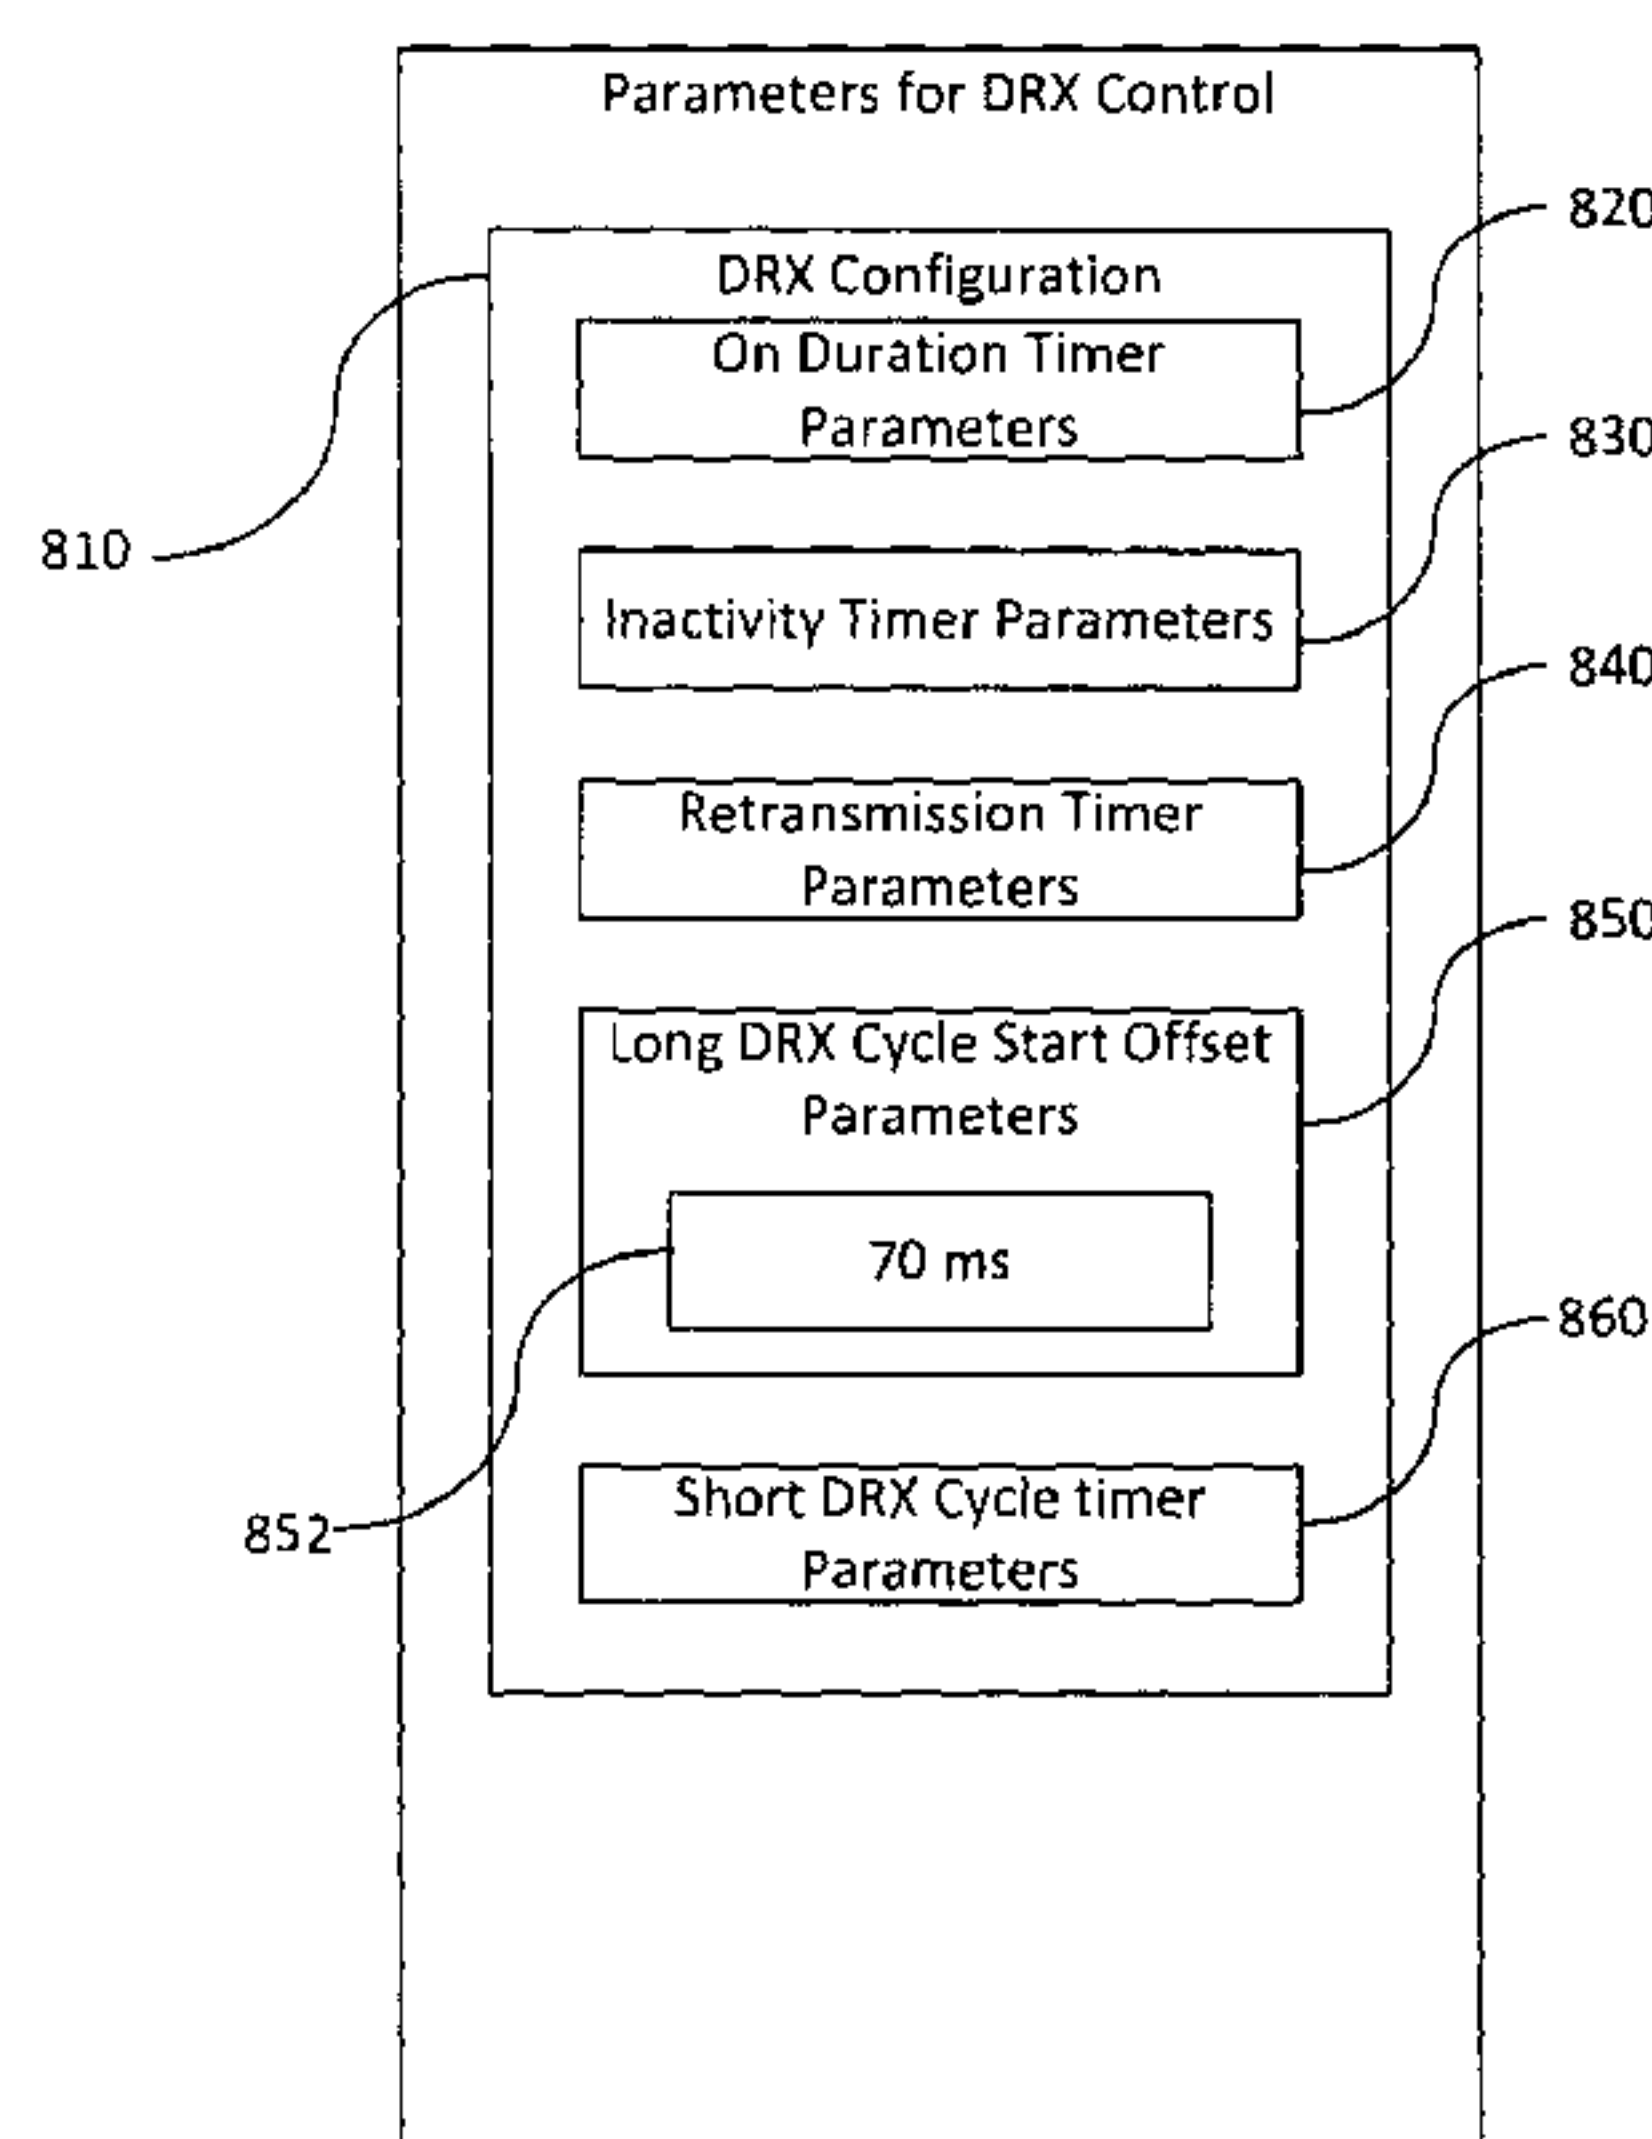 Parameters for DRX Control
820
DRX Configuration
On Duration Timer
Parameters
830
810
Inactivity Timer Parameters
840
Retransmission Timer
Parameters
850
Long DRX Cycle Start Offset
Parameters
70 ms
860
852
Short DRX Cycle timer
Parameters